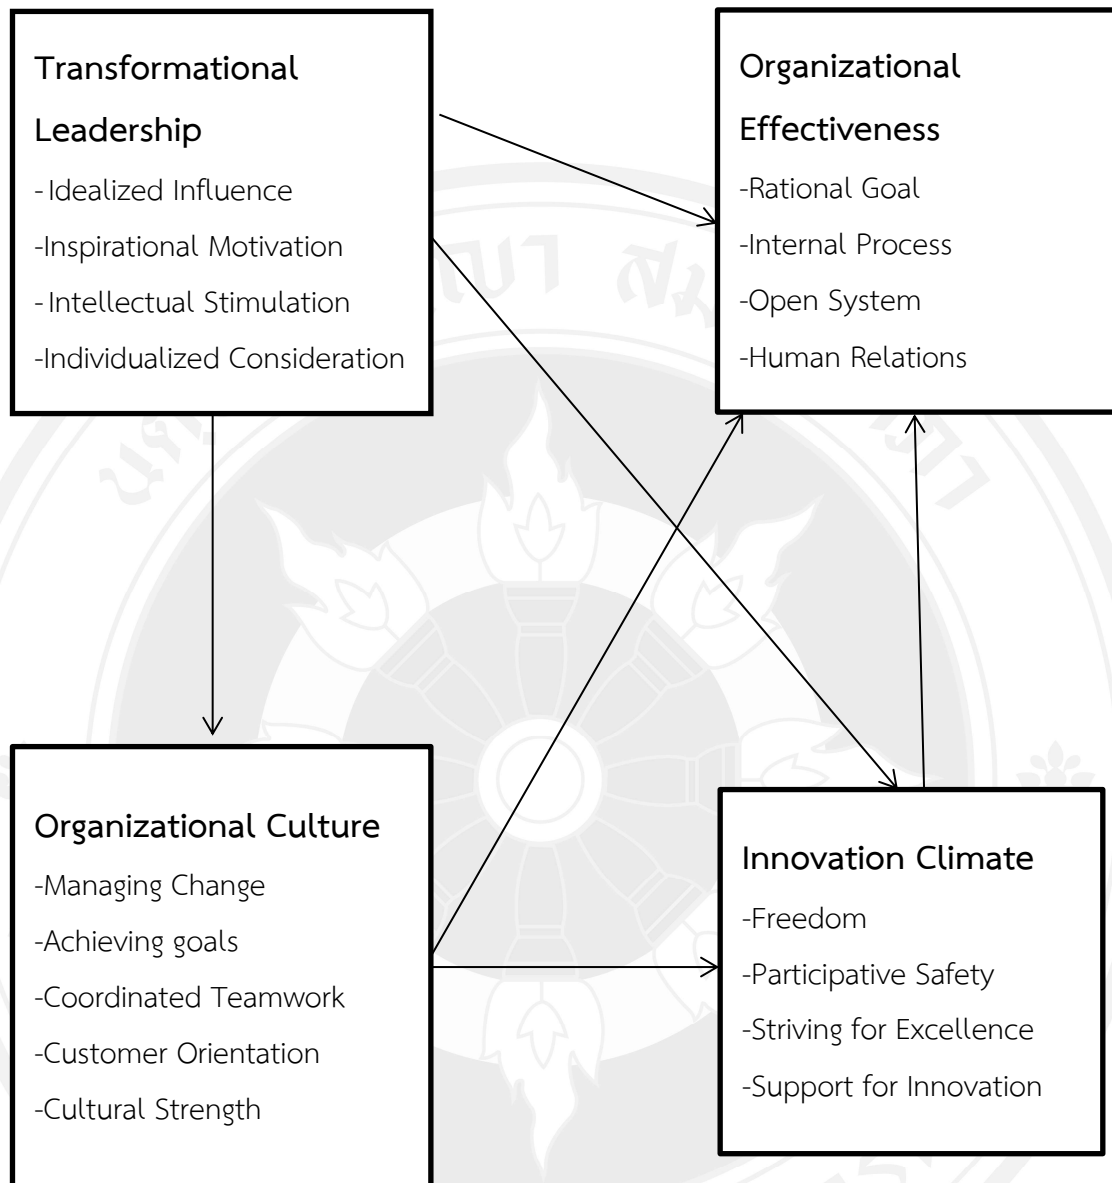 Transformational
Leadership
-Idealized Influence
-Inspirational Motivation
-Intellectual Stimulation
-Individualized Consideration
Organizational
Effectiveness
-Rational Goal
-Internal Process
-Open System
-Human Relations
Organizational Culture
-Managing Change
-Achieving goals
-Coordinated Teamwork
-Customer Orientation
-Cultural Strength
Innovation Climate
-Freedom
-Participative Safety
-Striving for Excellence
-Support for Innovation